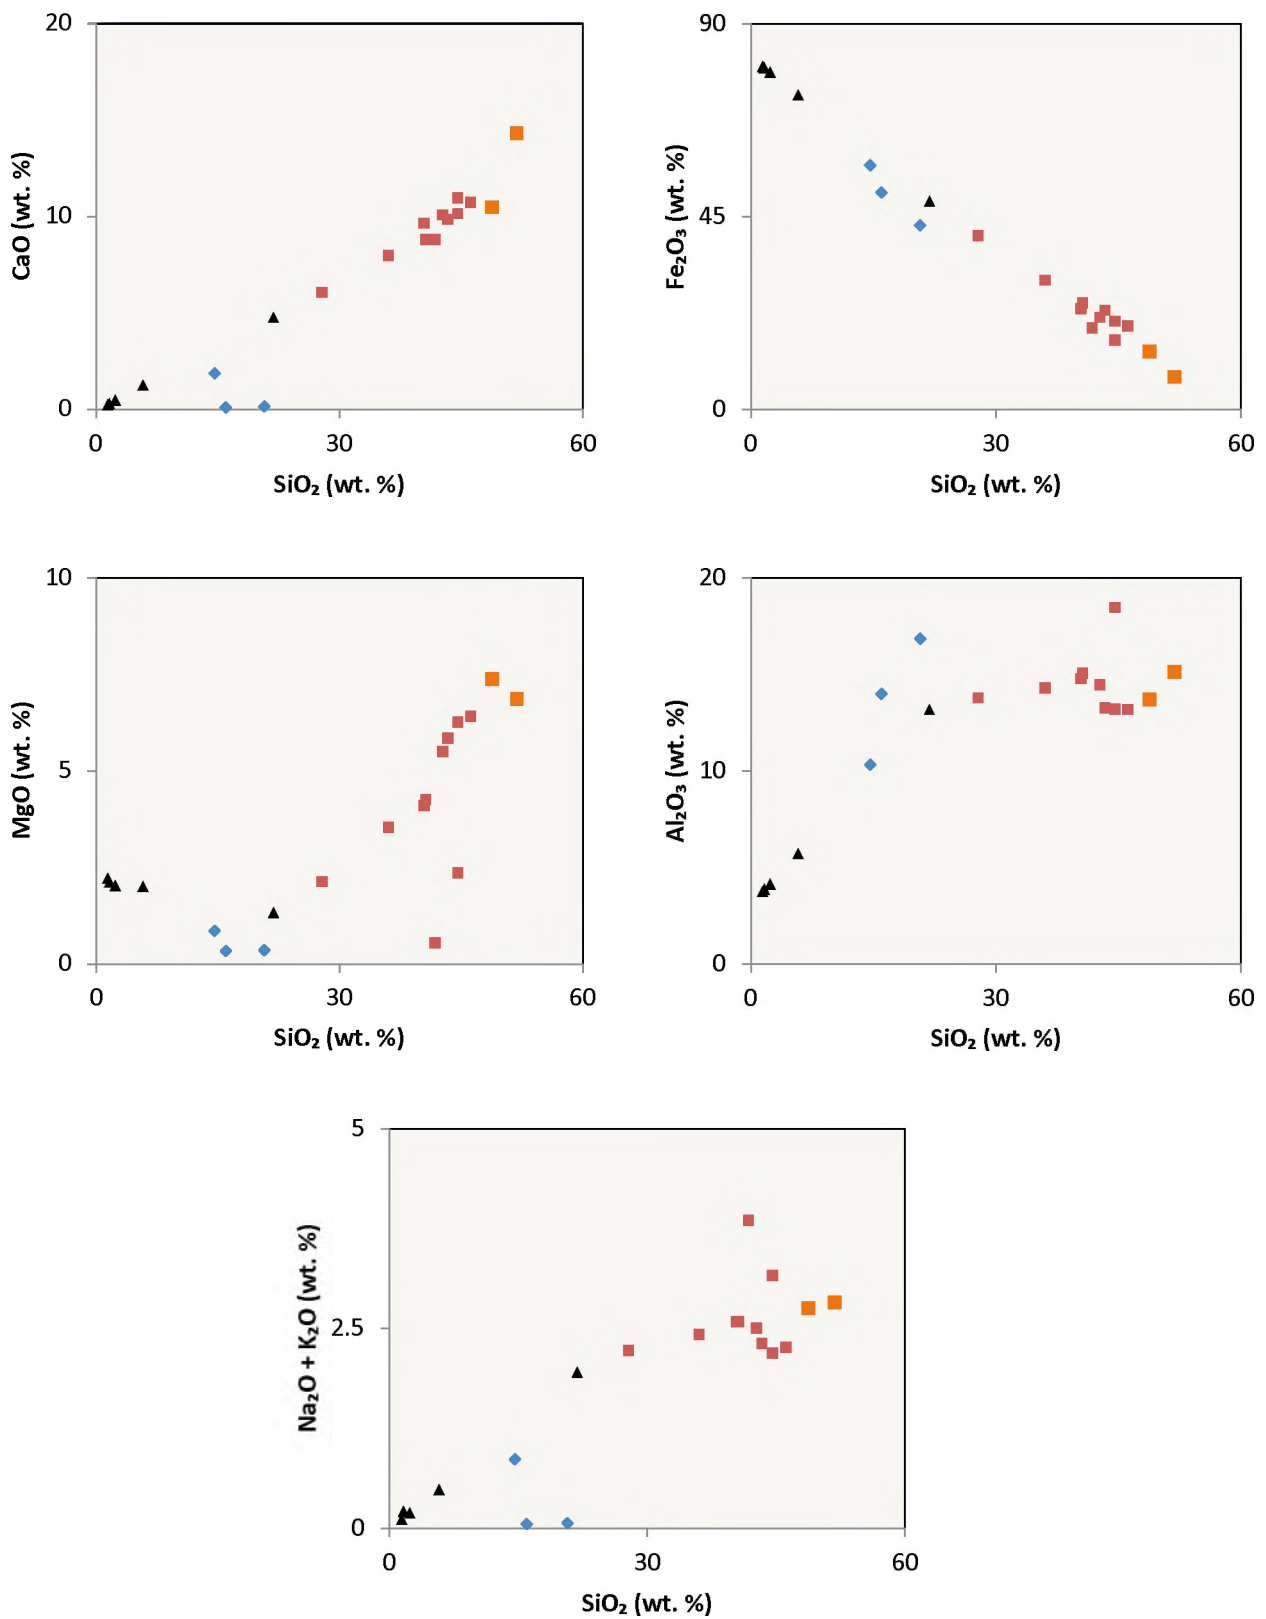 20
10
0
CaO (wt. %)
0 30 60
SiO₂ (wt. %)
90
45
0
Fe₂O₃ (wt. %)
0 30 60
SiO₂ (wt. %)
10
5
0
MgO (wt. %)
0 30 60
SiO₂ (wt. %)
20
10
0
Al₂O₃ (wt. %)
0 30 60
SiO₂ (wt. %)
5
2.5
0
Na₂O + K₂O (wt. %)
0 30 60
SiO₂ (wt. %)